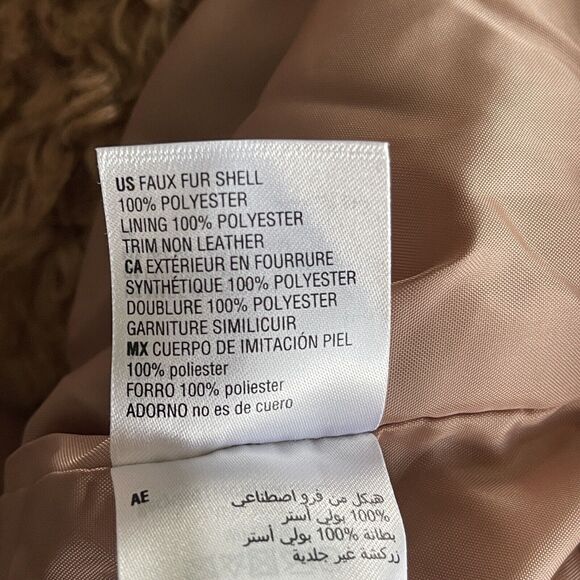 US FAUX FUR SHELL
100% POLYESTER
LINING 100% POLYESTER
TRIM NON LEATHER
CA EXTÉRIEUR EN FOURRURE
SYNTHÉTIQUE 100% POLYESTER
DOUBLURE 100% POLYESTER
GARNITURE SIMILICUIR
MX CUERPO DE IMITACIÓN PIEL
100% poliester
FORRO 100% poliester
ADORNO no es de cuero
AE هيكل من فرو اصطناعي
100% بولي أستر
بطانة 100% بولي أستر
زركشة غير جلدية